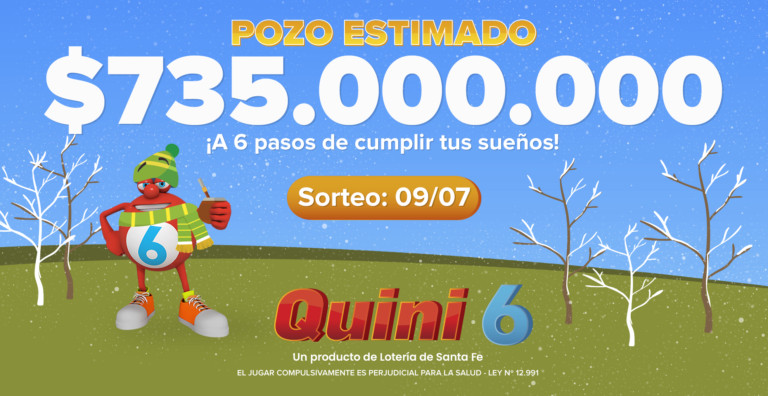 POZO ESTIMADO
$735.000.000
¡A 6 pasos de cumplir tus sueños!
Sorteo: 09/07
6
Quini 6
Un producto de Lotería de Santa Fe
EL JUGAR COMPULSIVAMENTE ES PERJUDICIAL PARA LA SALUD - LEY Nº 12.991